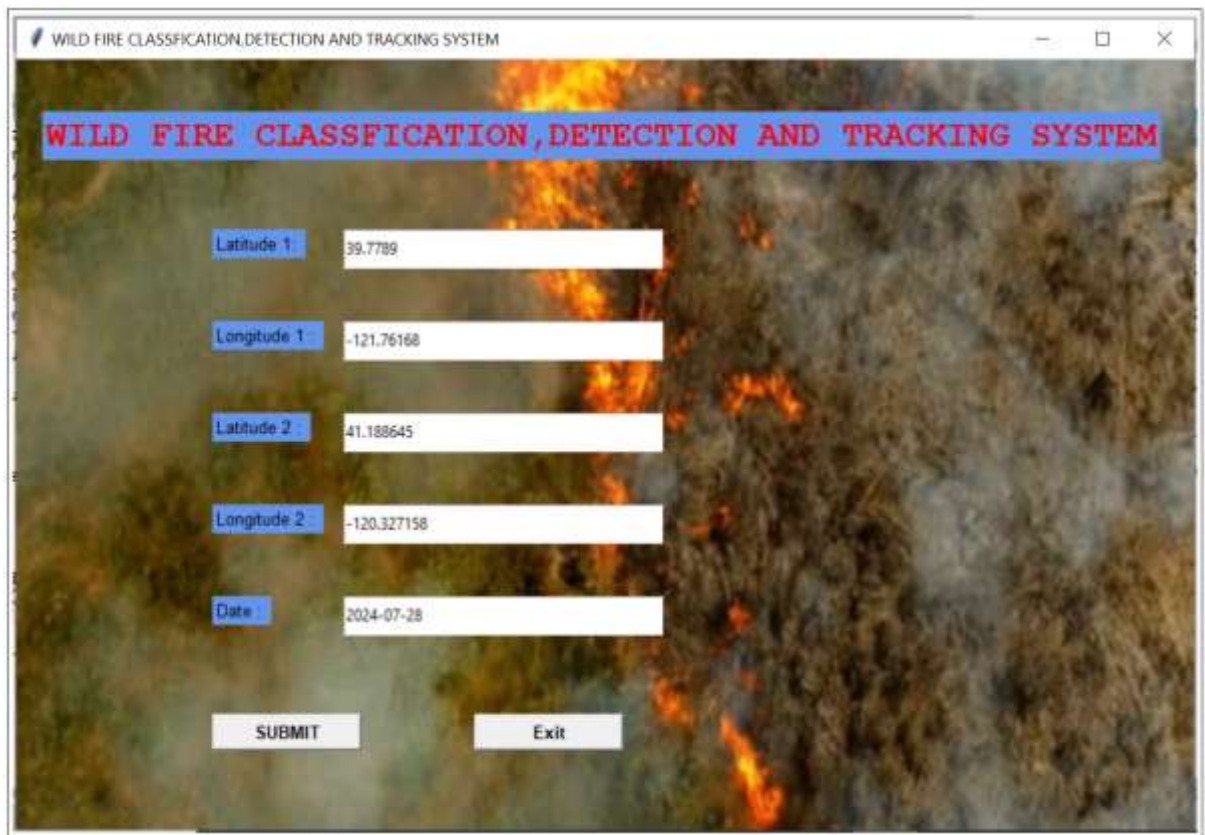 WILD FIRE CLASSFICATION,DETECTION AND TRACKING SYSTEM
WILD FIRE CLASSFICATION,DETECTION AND TRACKING SYSTEM
Latitude 1: 39.7789
Longitude 1 : -121.76168
Latitude 2 : 41.188645
Longitude 2 : -120.327158
Date : 2024-07-28
SUBMIT Exit